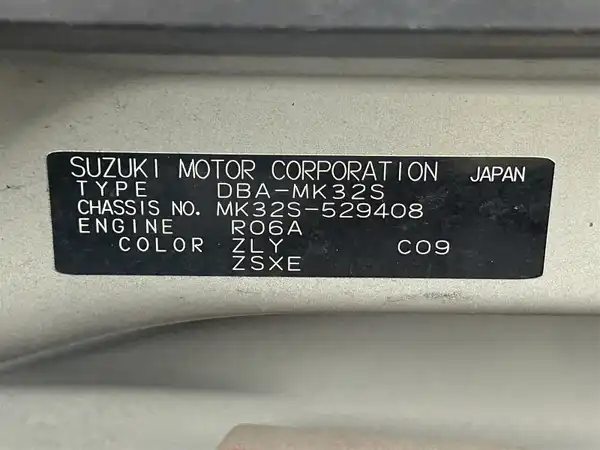 SUZUKI MOTOR CORPORATION JAPAN
TYPE DBA-MK32S
CHASSIS NO. MK32S-529408
ENGINE R06A
COLOR ZLY C09
ZSXE